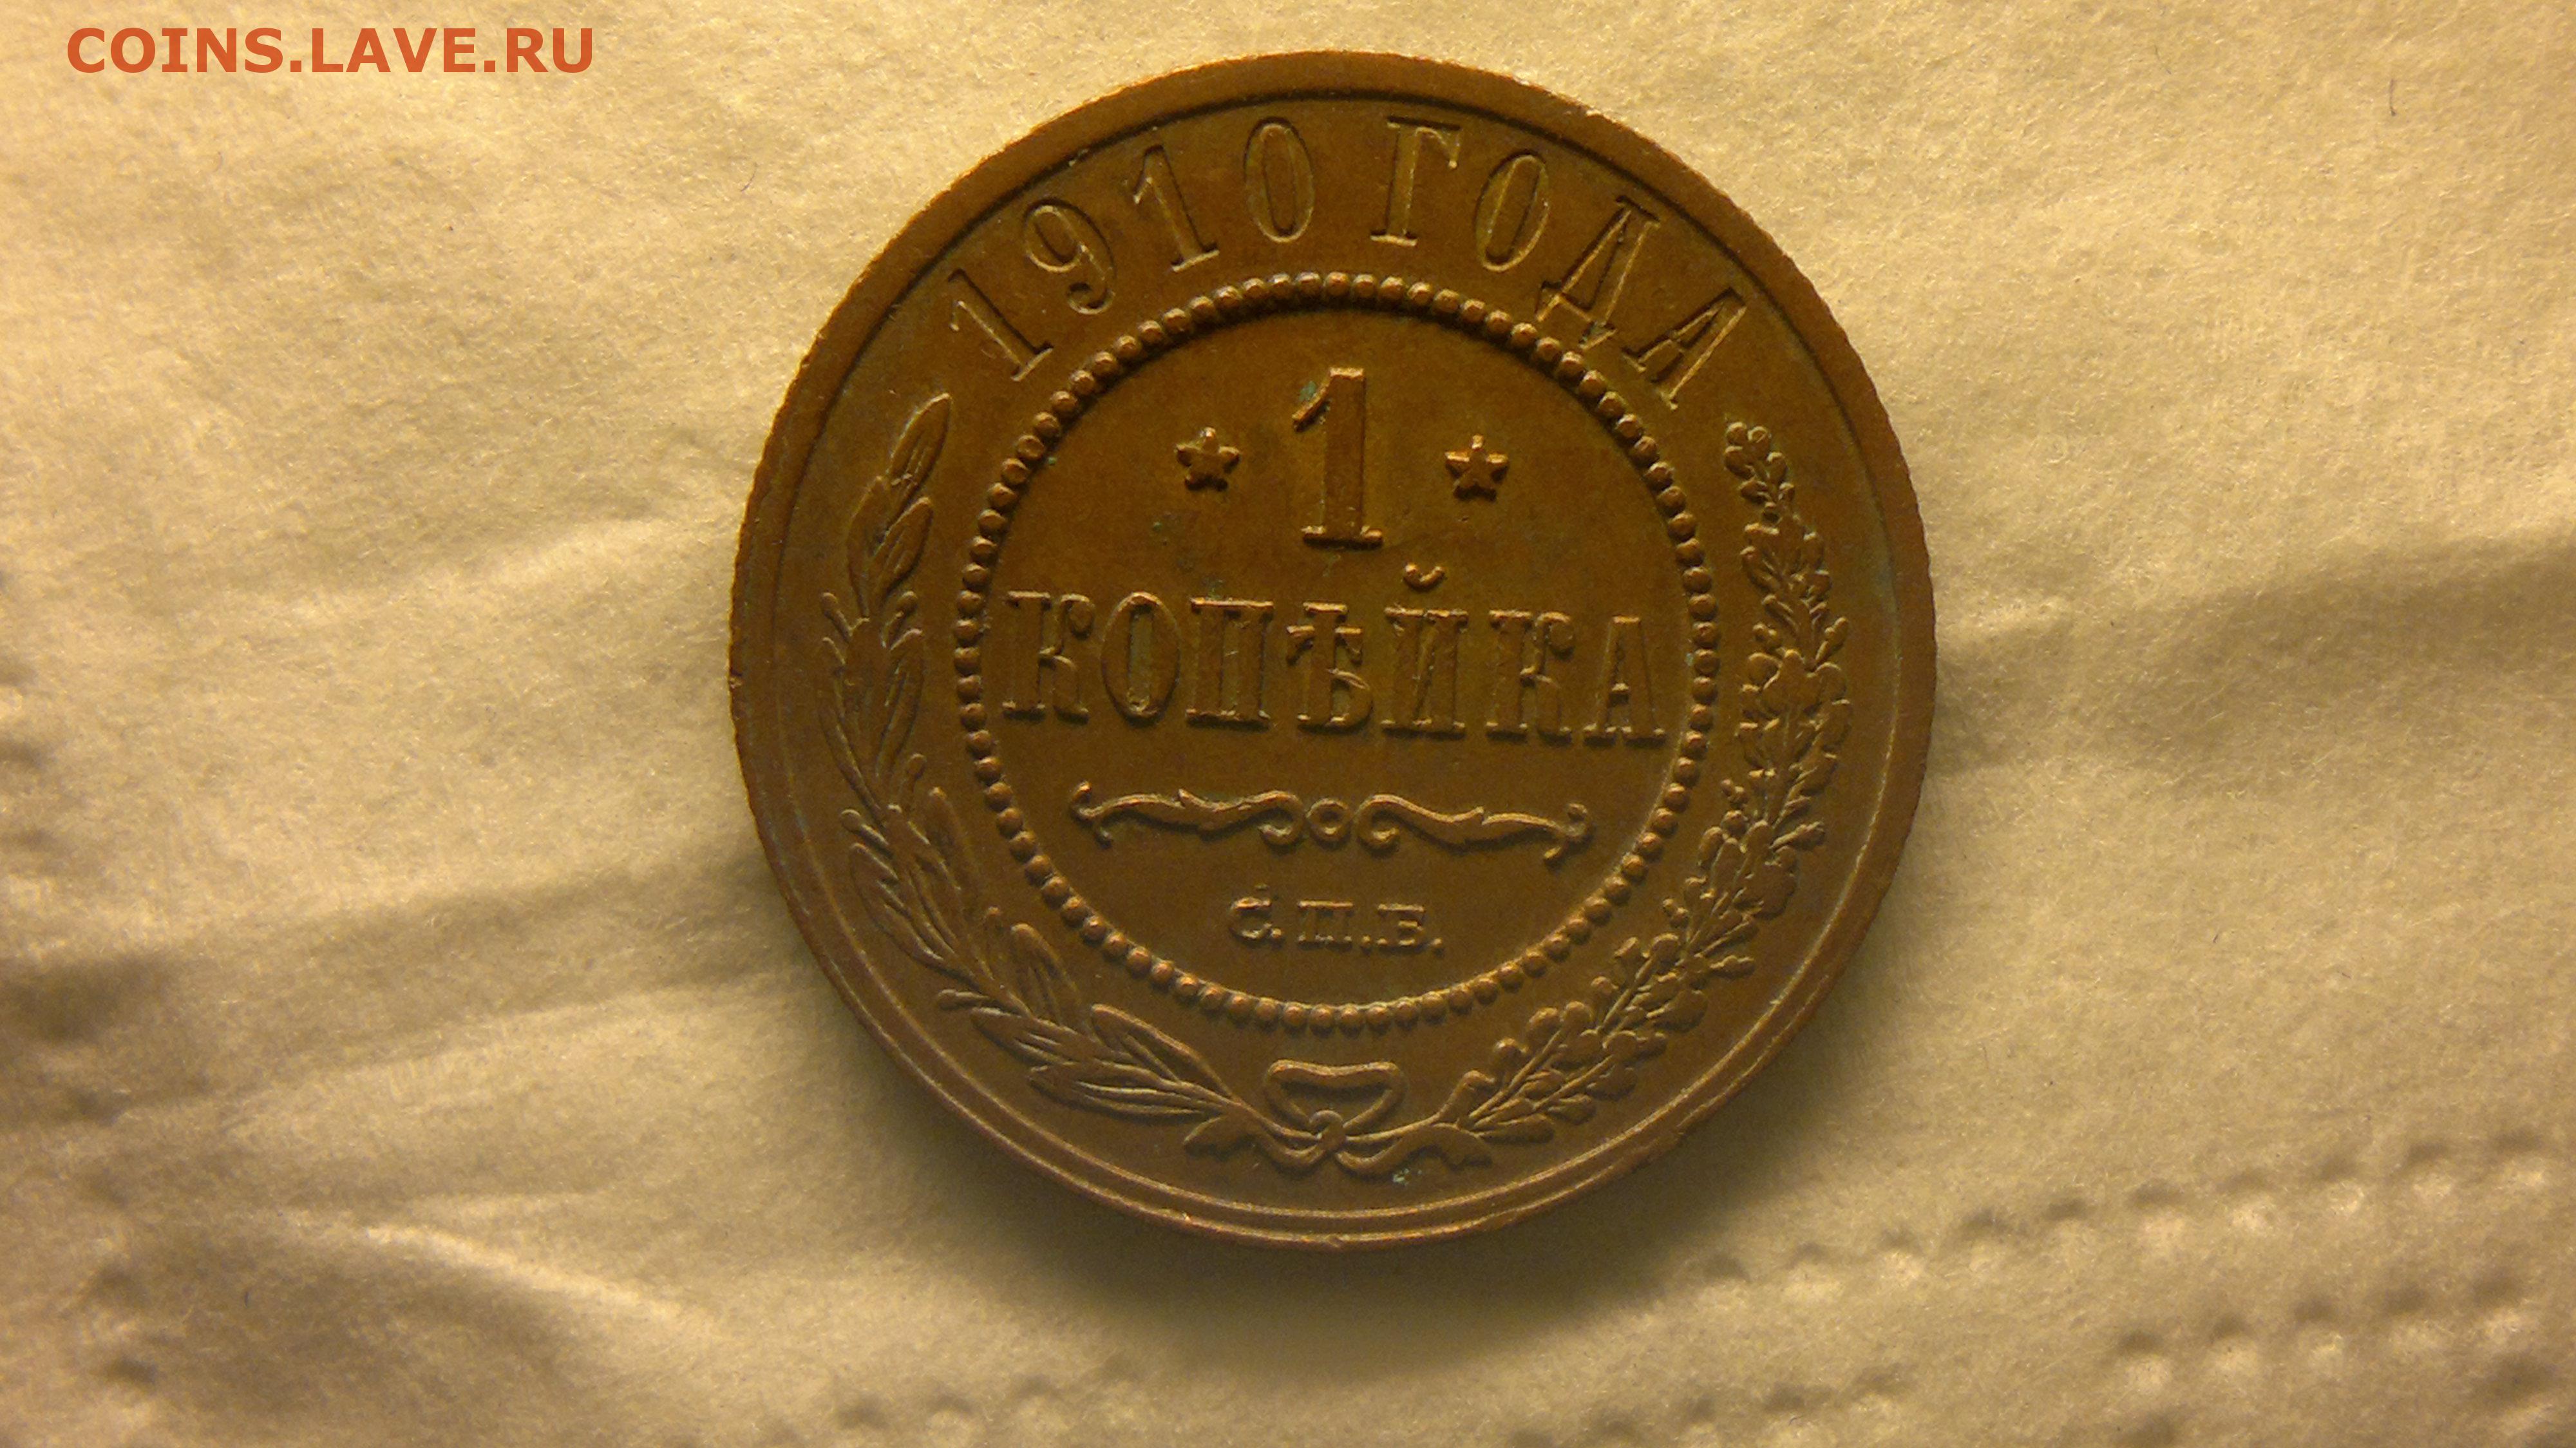 COINS.LAVE.RU
1910 ГОДА
1
КОПѢЙКА
С.П.Б.